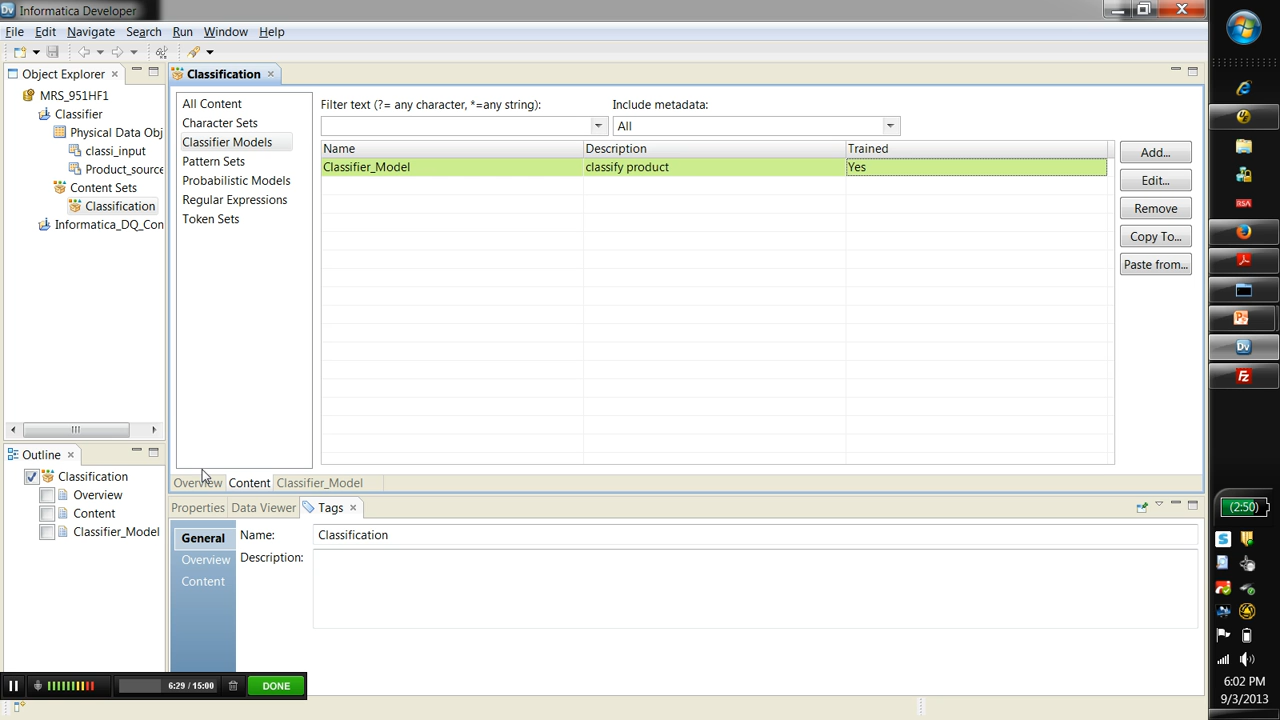 Informatica Developer
File Edit Navigate Search Run Window Help
Object Explorer
MRS_951HF1
Classifier
Physical Data Obj
classi_input
Product_source
Content Sets
Classification
Informatica_DQ_Con
Classification
All Content
Character Sets
Classifier Models
Pattern Sets
Probabilistic Models
Regular Expressions
Token Sets
Filter text (?= any character, *=any string):
Include metadata:
All
Name Description Trained
Classifier_Model classify product Yes
Add...
Edit...
Remove
Copy To...
Paste from...
Overview Content Classifier_Model
Outline
Classification
Overview
Content
Classifier_Model
Properties Data Viewer Tags
General
Overview
Content
Name: Classification
Description:
6:29 / 15:00 DONE
RSA
Dv
(2:50)
6:02 PM
9/3/2013